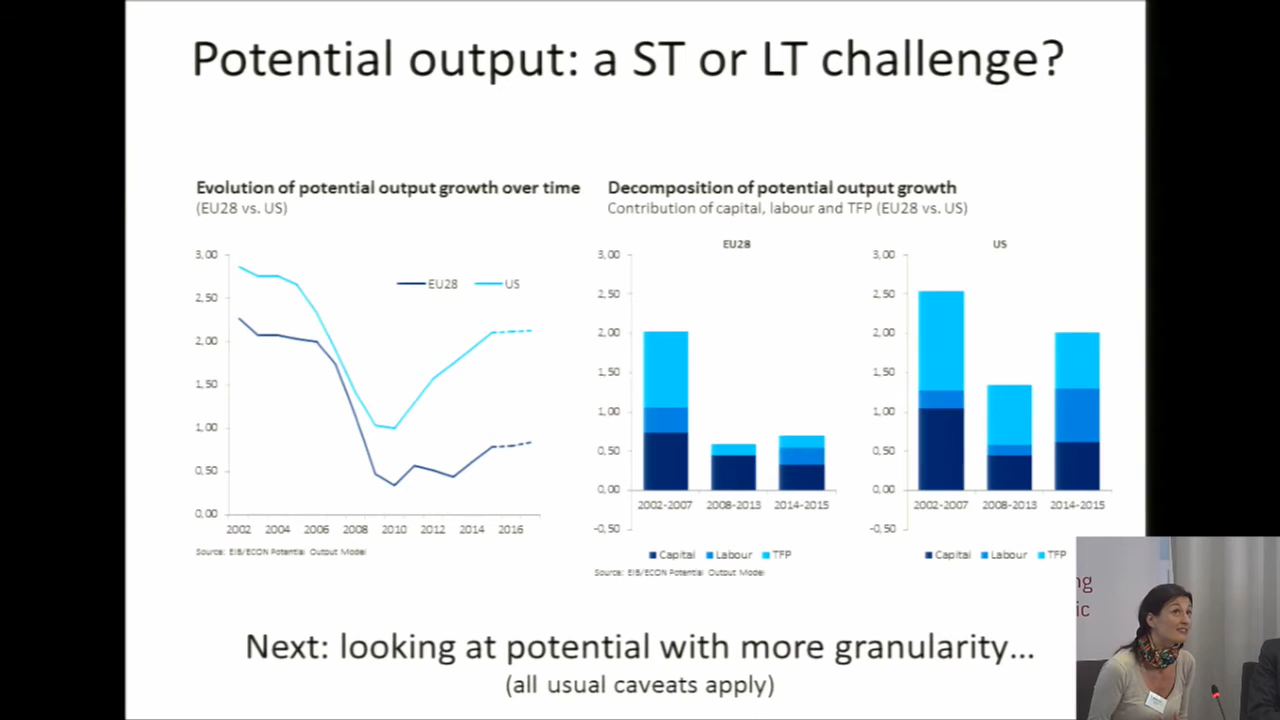 Potential output: a ST or LT challenge?
Evolution of potential output growth over time
(EU28 vs. US)
3,00
2,50
2,00
1,50
1,00
0,50
0,00
EU28
US
2002
2004
2006
2008
2010
2012
2014
2016
Source: EIB/ECON Potential Output Model
Decomposition of potential output growth
Contribution of capital, labour and TFP (EU28 vs. US)
EU28
3,00
2,50
2,00
1,50
1,00
0,50
0,00
-0,50
2002-2007
2008-2013
2014-2015
Capital
Labour
TFP
US
3,00
2,50
2,00
1,50
1,00
0,50
0,00
-0,50
2002-2007
2008-2013
2014-2015
Capital
Labour
TFP
Source: EIB/ECON Potential Output Model
Next: looking at potential with more granularity...
(all usual caveats apply)
ng
ic